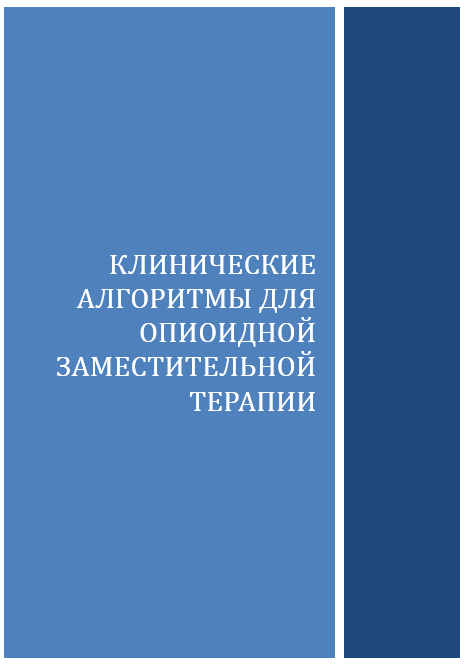 КЛИНИЧЕСКИЕ
АЛГОРИТМЫ ДЛЯ
ОПИОИДНОЙ
ЗАМЕСТИТЕЛЬНОЙ
ТЕРАПИИ